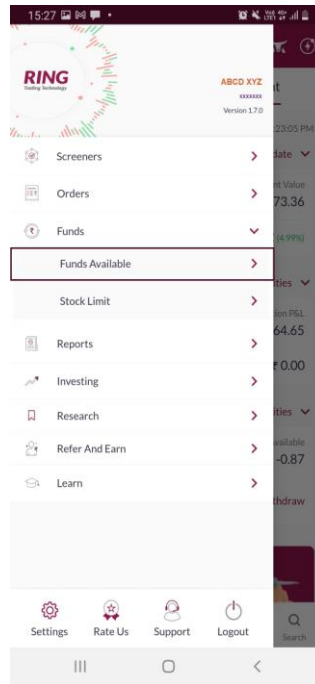 15:27
RING
Trading Technology
ABCD XYZ
xxxxxxx
Version 1.7.0
23:05 PM
Screeners
date
Orders
nt Value
73.36
Funds
(4.99%)
Funds Available
ities
Stock Limit
ion P&L
64.65
Reports
₹ 0.00
Investing
Research
ities
Refer And Earn
vailable
-0.87
Learn
thdraw
Settings
Rate Us
Support
Logout
Search